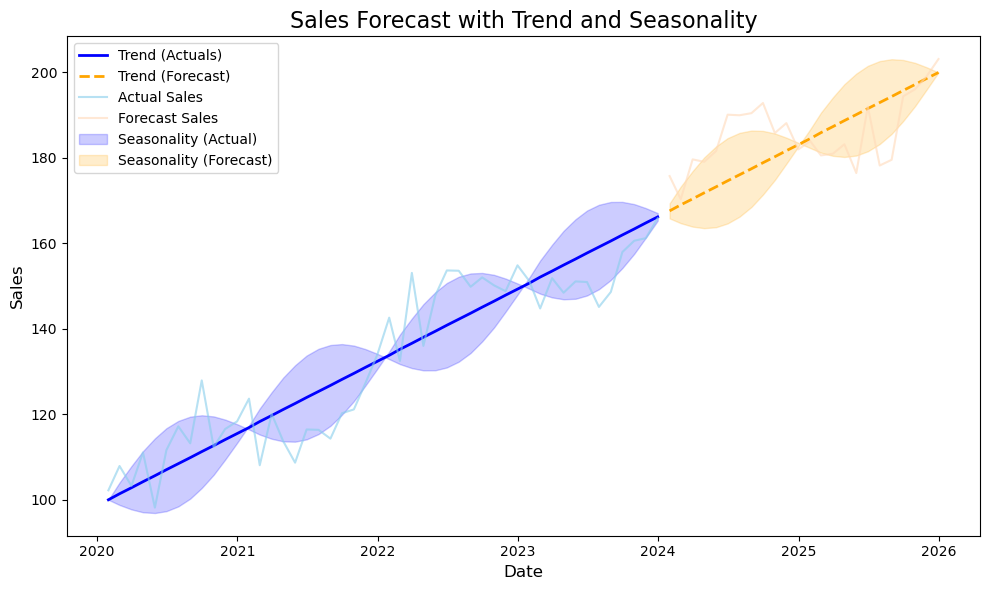 Sales Forecast with Trend and Seasonality
Trend (Actuals)
Trend (Forecast)
Actual Sales
Forecast Sales
Seasonality (Actual)
Seasonality (Forecast)
Sales
200
180
160
140
120
100
2020 2021 2022 2023 2024 2025 2026
Date